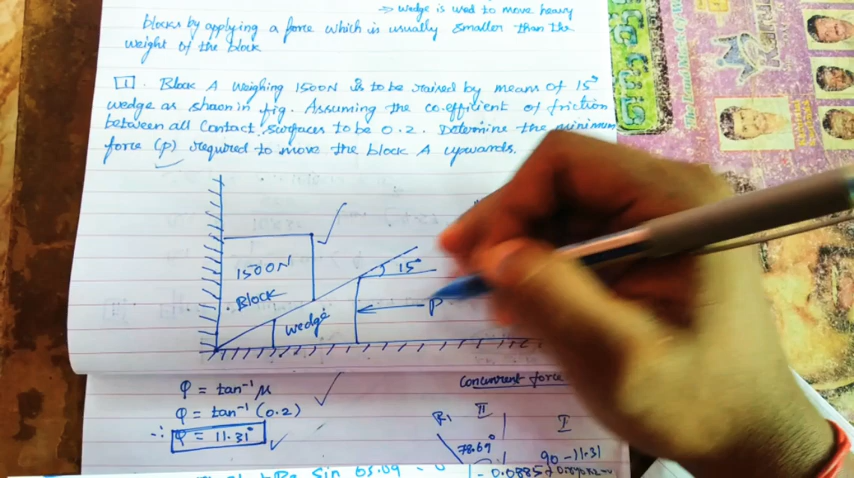 ⇒ wedge is used to move heavy
blocks by applying a force which is usually smaller than the
weight of the block
1. Block A weighing 1500N is to be raised by means of 15°
wedge as shown in fig. Assuming the co-efficient of friction
between all contact surfaces to be 0.2. Determine the minimum
force (p) required to move the block A upwards.
1500N
Block
wedge
15°
P
φ = tan⁻¹ μ
φ = tan⁻¹ (0.2)
∴ φ = 11.31°
Concurrent force
R1
II
I
78.69°
90-11.31